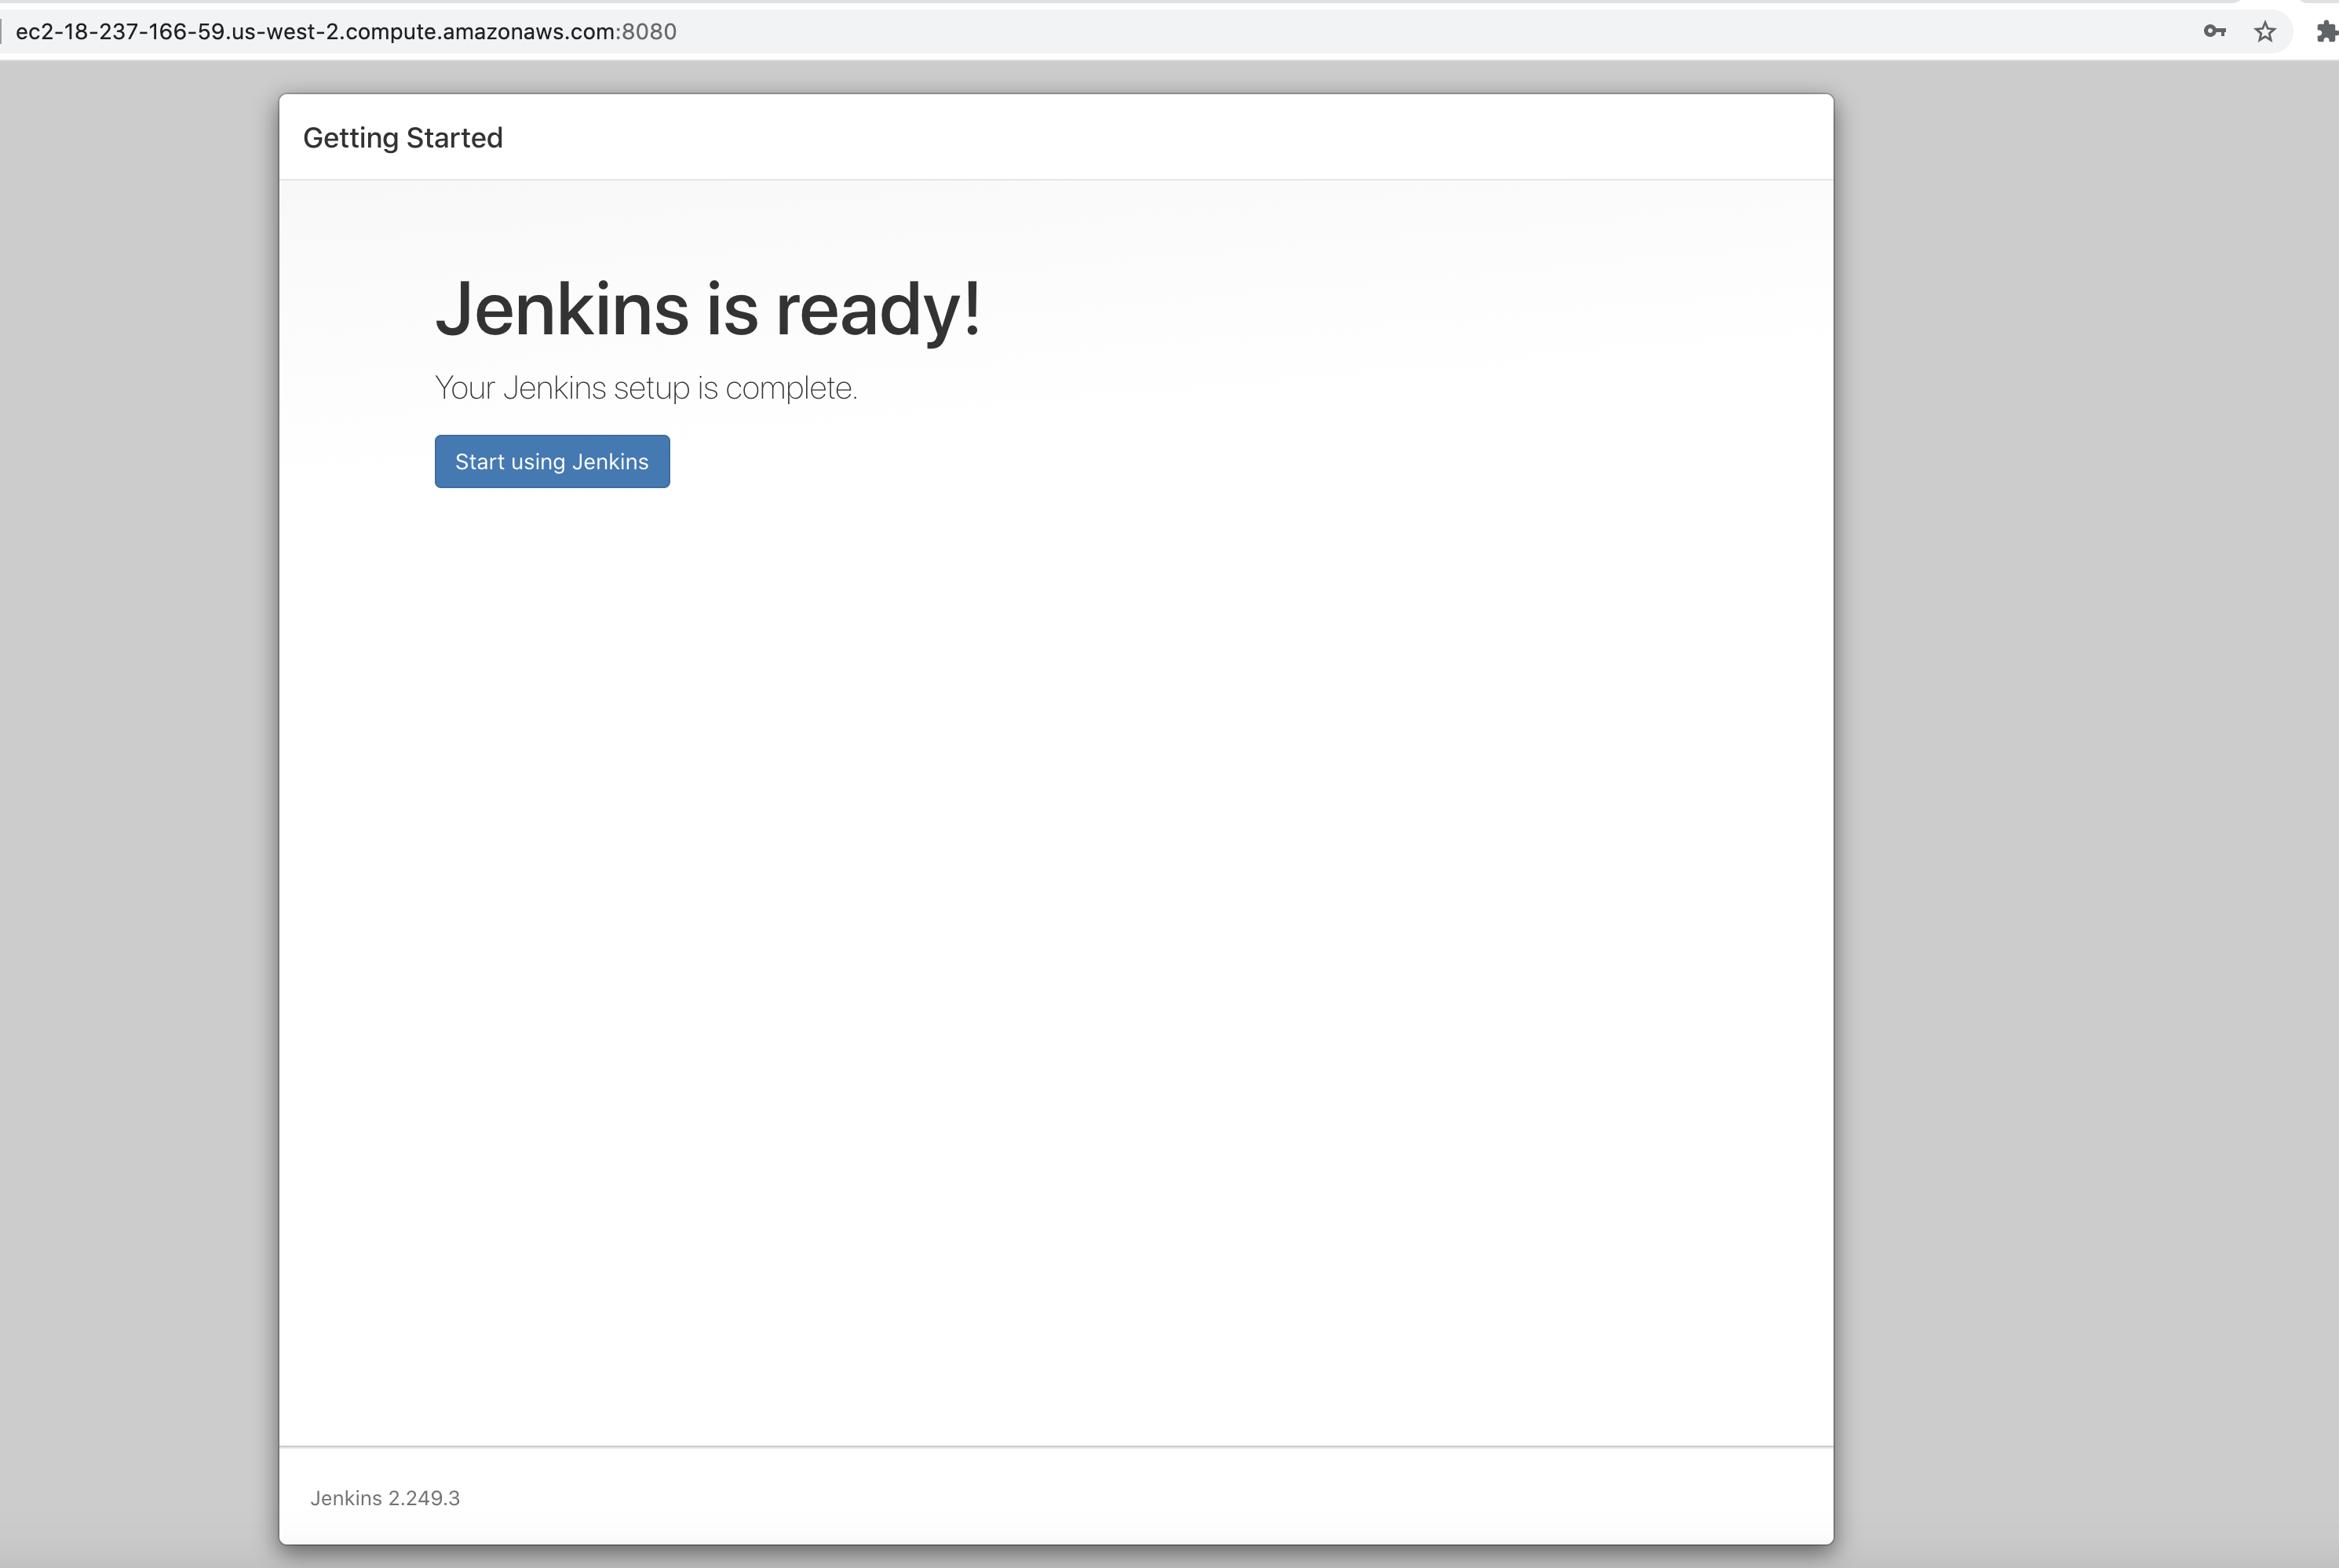 ec2-18-237-166-59.us-west-2.compute.amazonaws.com:8080
Getting Started
Jenkins is ready!
Your Jenkins setup is complete.
Start using Jenkins
Jenkins 2.249.3